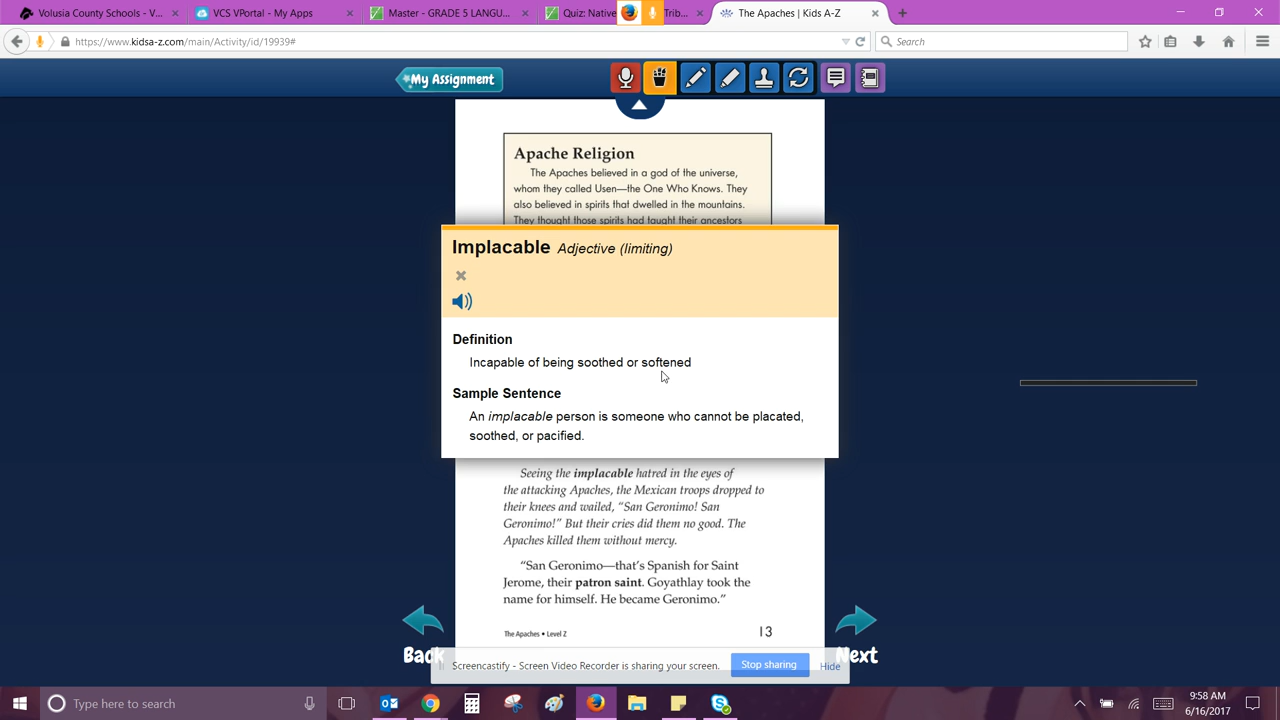 Volusia County Schools - V...
VCS VPortal - My Apps
Master - GRADE 5 LANGU...
Quiz: Native
Trib...
The Apaches | Kids A-Z
https://www.kidsa-z.com/main/Activity/id/19939#
Search
My Assignment
Apache Religion
The Apaches believed in a god of the universe,
whom they called Usen—the One Who Knows. They
also believed in spirits that dwelled in the mountains.
They thought those spirits had taught their ancestors
Implacable Adjective (limiting)
Definition
Incapable of being soothed or softened
Sample Sentence
An implacable person is someone who cannot be placated,
soothed, or pacified.
Seeing the implacable hatred in the eyes of
the attacking Apaches, the Mexican troops dropped to
their knees and wailed, “San Geronimo! San
Geronimo!” But their cries did them no good. The
Apaches killed them without mercy.
“San Geronimo—that’s Spanish for Saint
Jerome, their patron saint. Goyathlay took the
name for himself. He became Geronimo.”
The Apaches • Level Z
13
Back
Next
Screencastify - Screen Video Recorder is sharing your screen.
Stop sharing
Hide
Type here to search
9:58 AM
6/16/2017